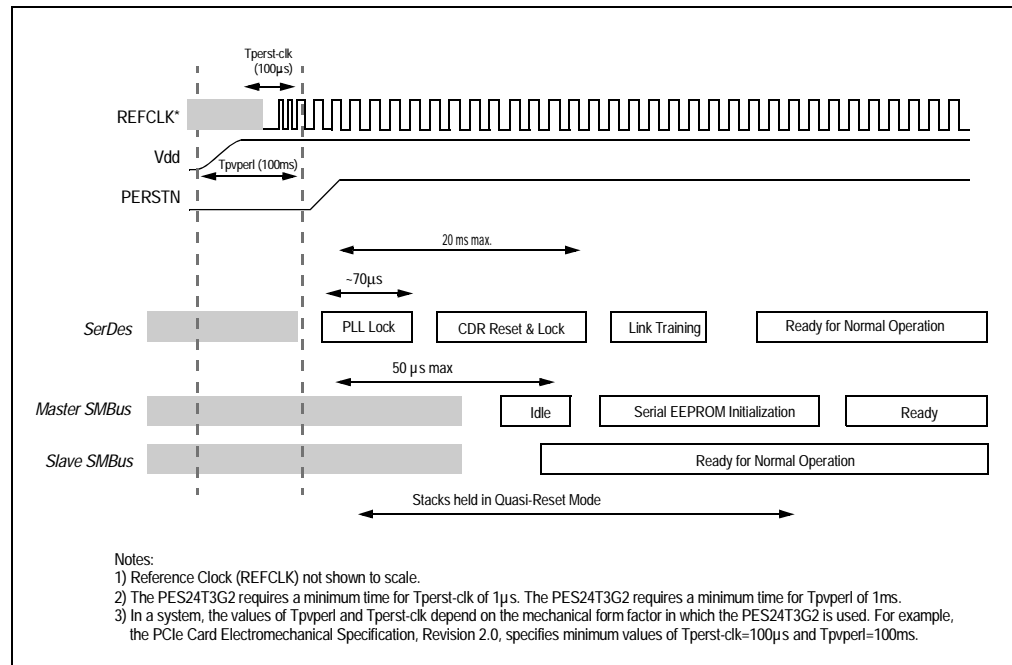 Tperst-clk
(100µs)
REFCLK*
Vdd
Tpvperl (100ms)
PERSTN
20 ms max.
~70µs
SerDes
PLL Lock
CDR Reset & Lock
Link Training
Ready for Normal Operation
50 µs max
Master SMBus
Idle
Serial EEPROM Initialization
Ready
Slave SMBus
Ready for Normal Operation
Stacks held in Quasi-Reset Mode
Notes:
1) Reference Clock (REFCLK) not shown to scale.
2) The PES24T3G2 requires a minimum time for Tperst-clk of 1µs. The PES24T3G2 requires a minimum time for Tpvperl of 1ms.
3) In a system, the values of Tpvperl and Tperst-clk depend on the mechanical form factor in which the PES24T3G2 is used. For example,
the PCIe Card Electromechanical Specification, Revision 2.0, specifies minimum values of Tperst-clk=100µs and Tpvperl=100ms.